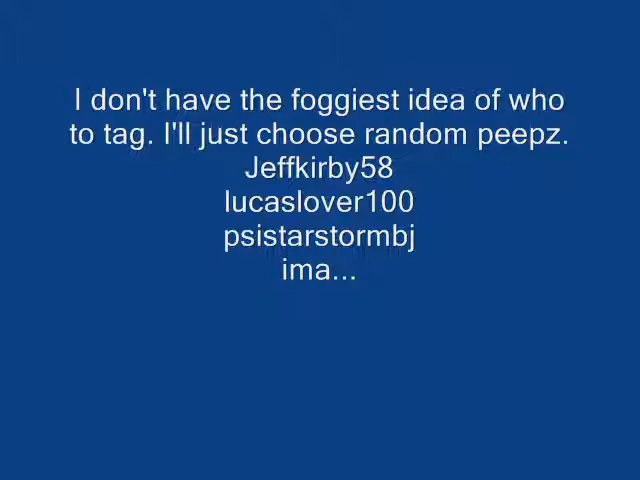 I don't have the foggiest idea of who
to tag. I'll just choose random peepz.
Jeffkirby58
lucaslover100
psistarstormbj
ima...